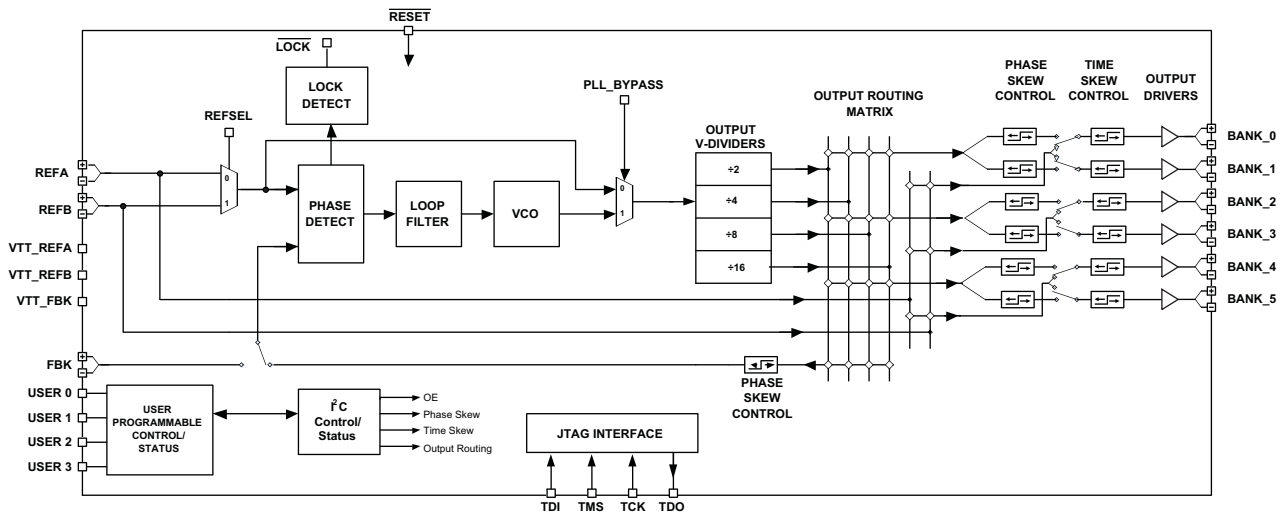 RESET
LOCK
LOCK
DETECT
REFSEL
PLL_BYPASS
PHASE
SKEW
CONTROL
TIME
SKEW
CONTROL
OUTPUT
DRIVERS
OUTPUT ROUTING
MATRIX
OUTPUT
V-DIVIDERS
REFA
+
−
REFB
+
−
0
1
PHASE
DETECT
LOOP
FILTER
VCO
0
1
÷2
÷4
÷8
÷16
+
−
BANK_0
+
−
BANK_1
+
−
BANK_2
+
−
BANK_3
+
−
BANK_4
+
−
BANK_5
VTT_REFA
VTT_REFB
VTT_FBK
FBK
+
−
PHASE
SKEW
CONTROL
USER 0
USER 1
USER 2
USER 3
USER
PROGRAMMABLE
CONTROL/
STATUS
I²C
Control/
Status
OE
Phase Skew
Time Skew
Output Routing
JTAG INTERFACE
TDI
TMS
TCK
TDO